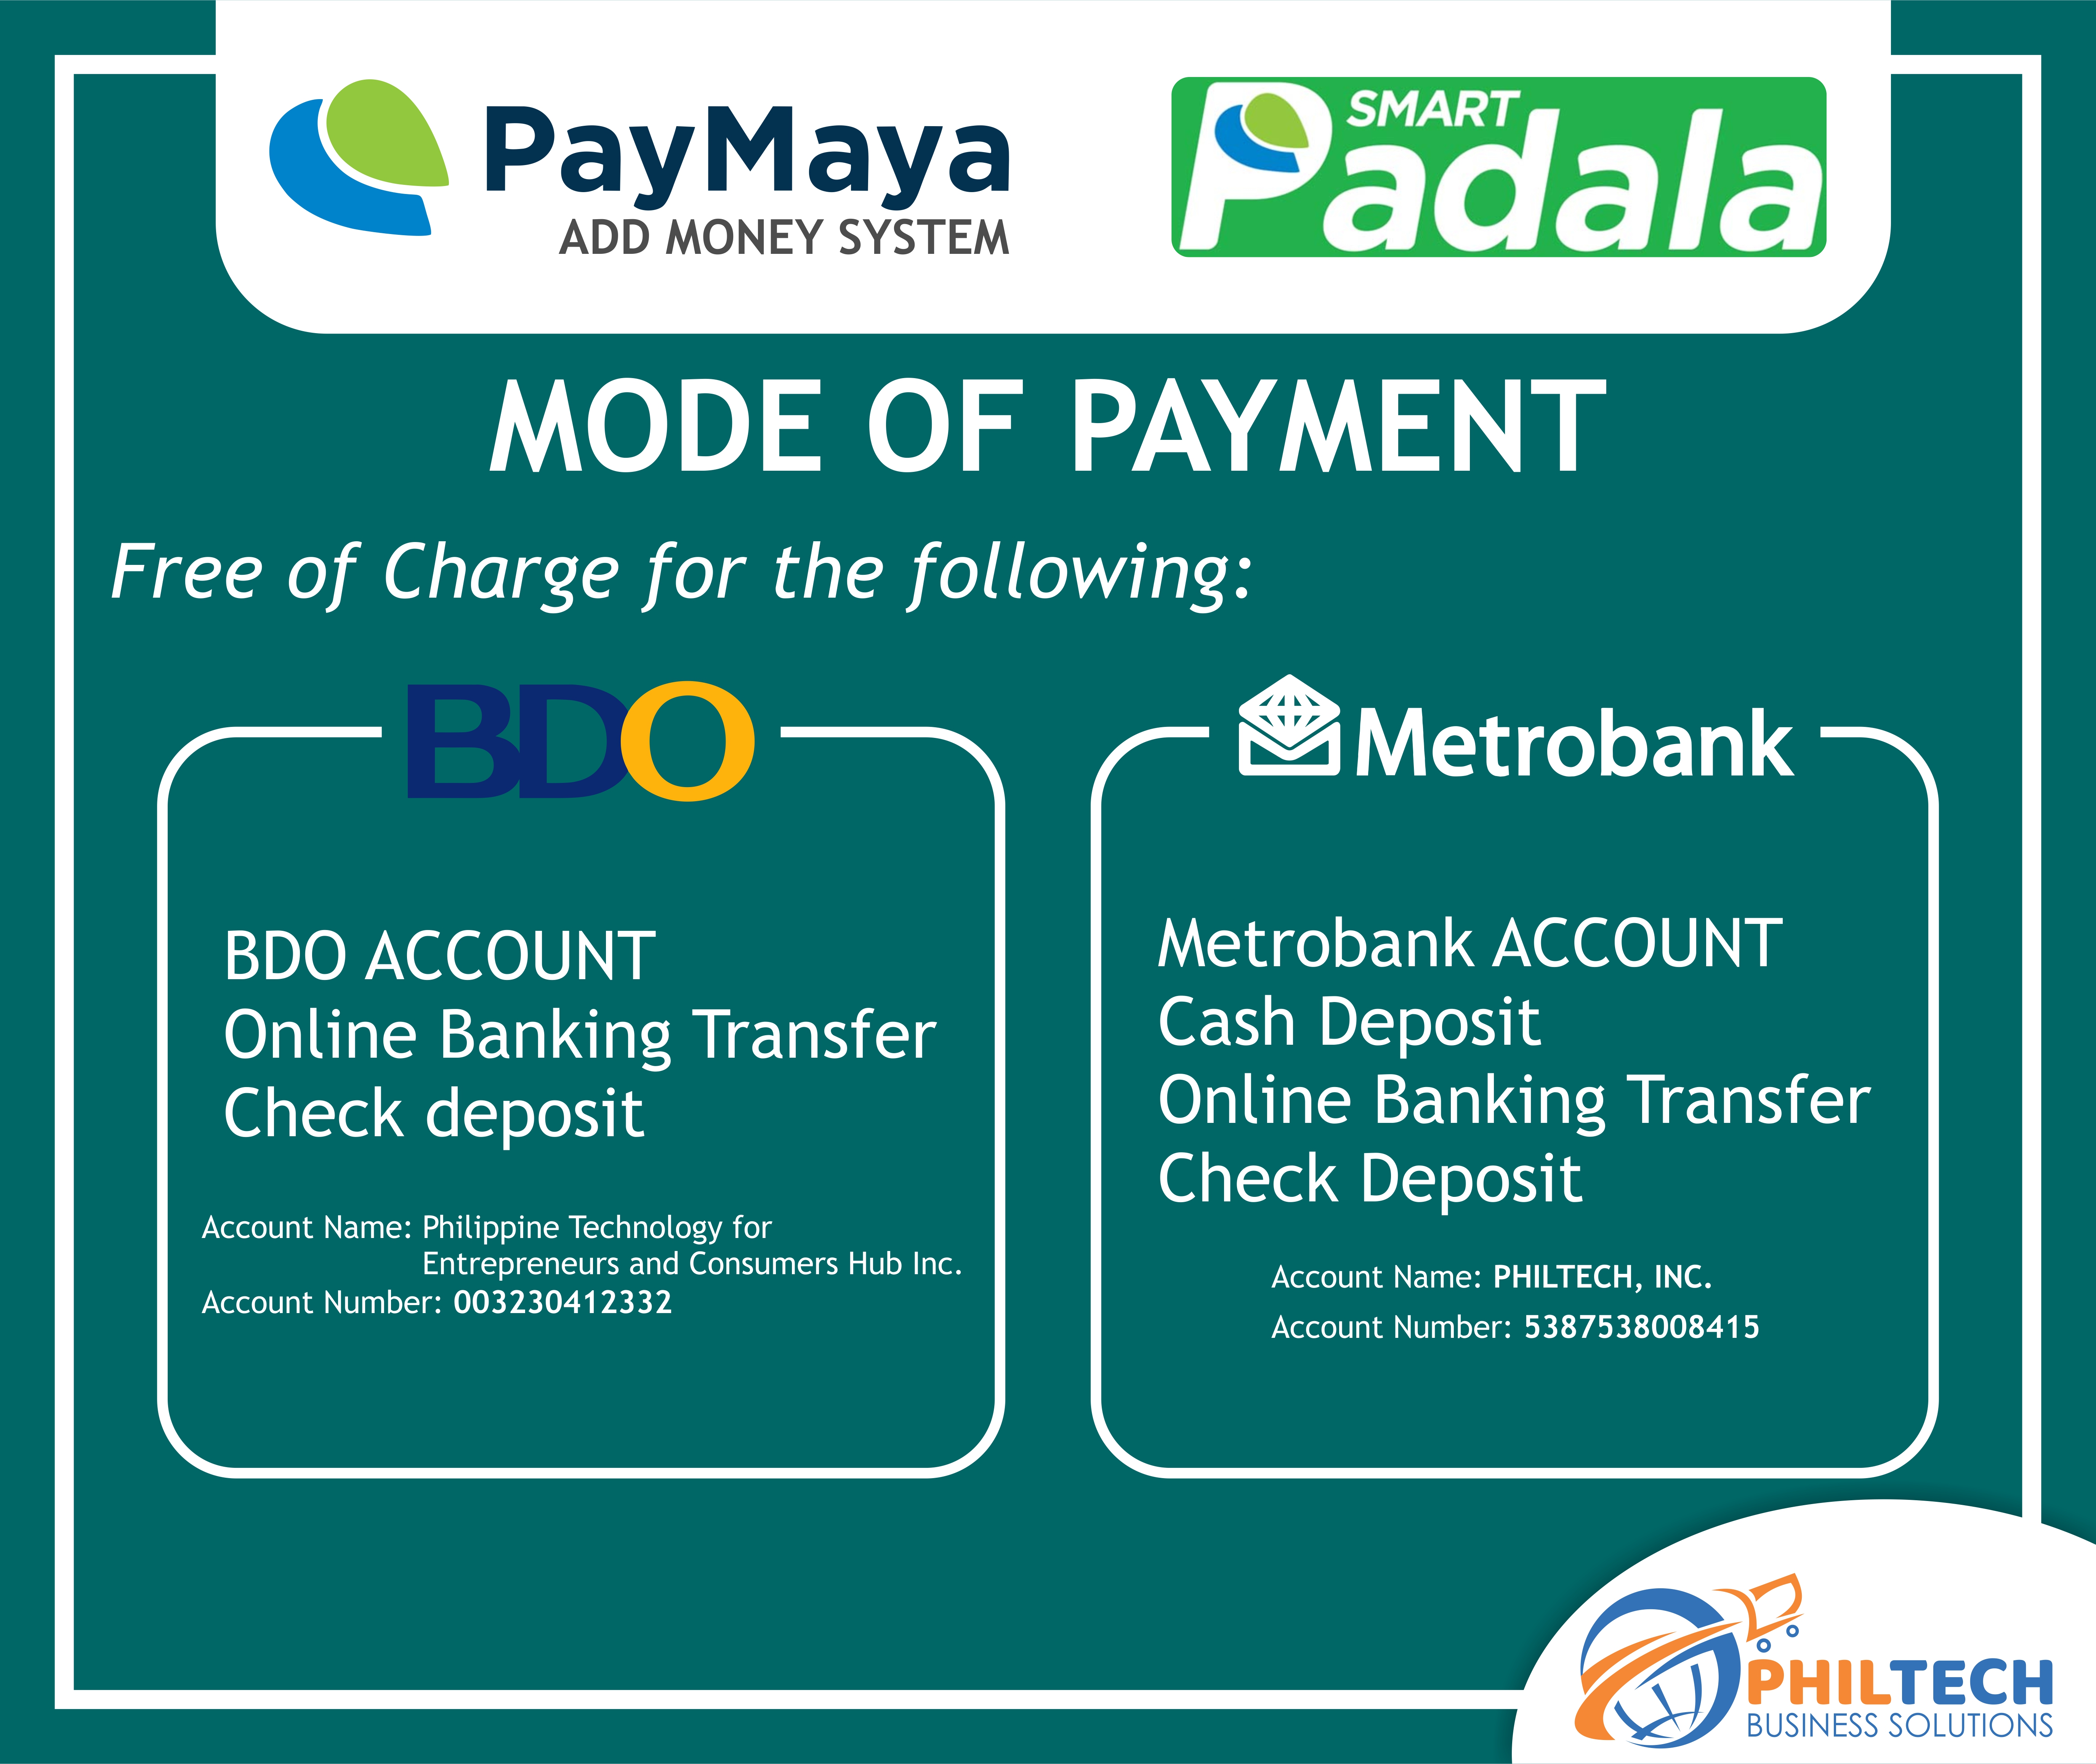 PayMaya
ADD MONEY SYSTEM
SMART
Padala
MODE OF PAYMENT
Free of Charge for the following:
BDO
BDO ACCOUNT
Online Banking Transfer
Check deposit
Account Name: Philippine Technology for
Entrepreneurs and Consumers Hub Inc.
Account Number: 003230412332
Metrobank
Metrobank ACCOUNT
Cash Deposit
Online Banking Transfer
Check Deposit
Account Name: PHILTECH, INC.
Account Number: 5387538008415
PHILTECH
BUSINESS SOLUTIONS